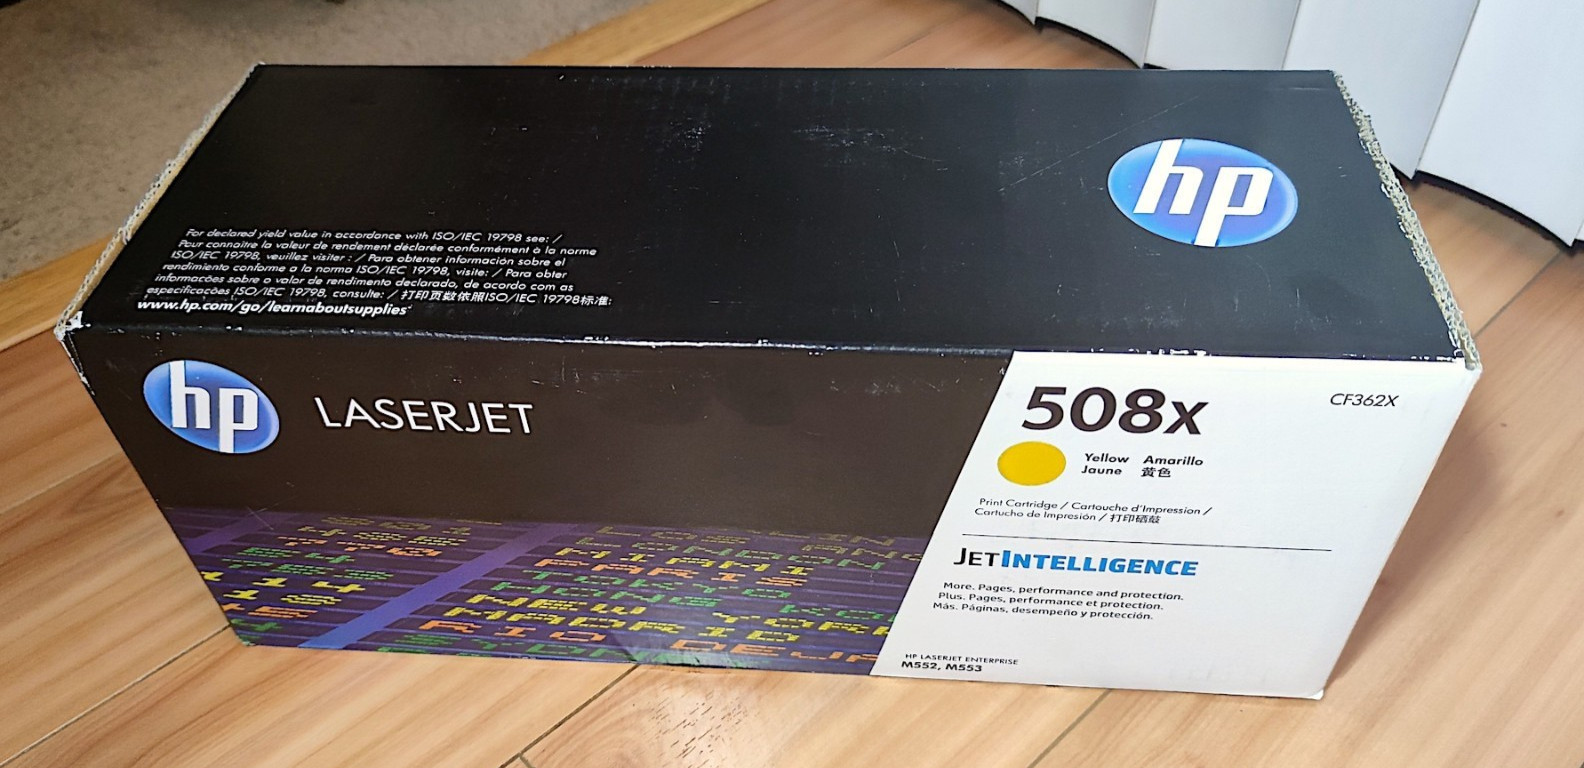 hp
For declared yield value in accordance with ISO/IEC 19798 see: /
Pour connaître la valeur de rendement déclarée conformément à la norme
ISO/IEC 19798, veuillez visiter : / Para obtener información sobre el
rendimiento conforme a la norma ISO/IEC 19798, visite: / Para obter
informações sobre o valor de rendimento declarado, de acordo com as
especificações ISO/IEC 19798, consulte: / 打印页数依照ISO/IEC 19798标准:
www.hp.com/go/learnaboutsupplies
hp LASERJET
508X
CF362X
Yellow Amarillo
Jaune 黄色
Print Cartridge / Cartouche d'Impression /
Cartucho de Impresión / 打印硒鼓
JETINTELLIGENCE
More. Pages, performance and protection.
Plus. Pages, performance et protection.
Más. Páginas, desempeño y protección.
HP LASERJET ENTERPRISE
M552, M553